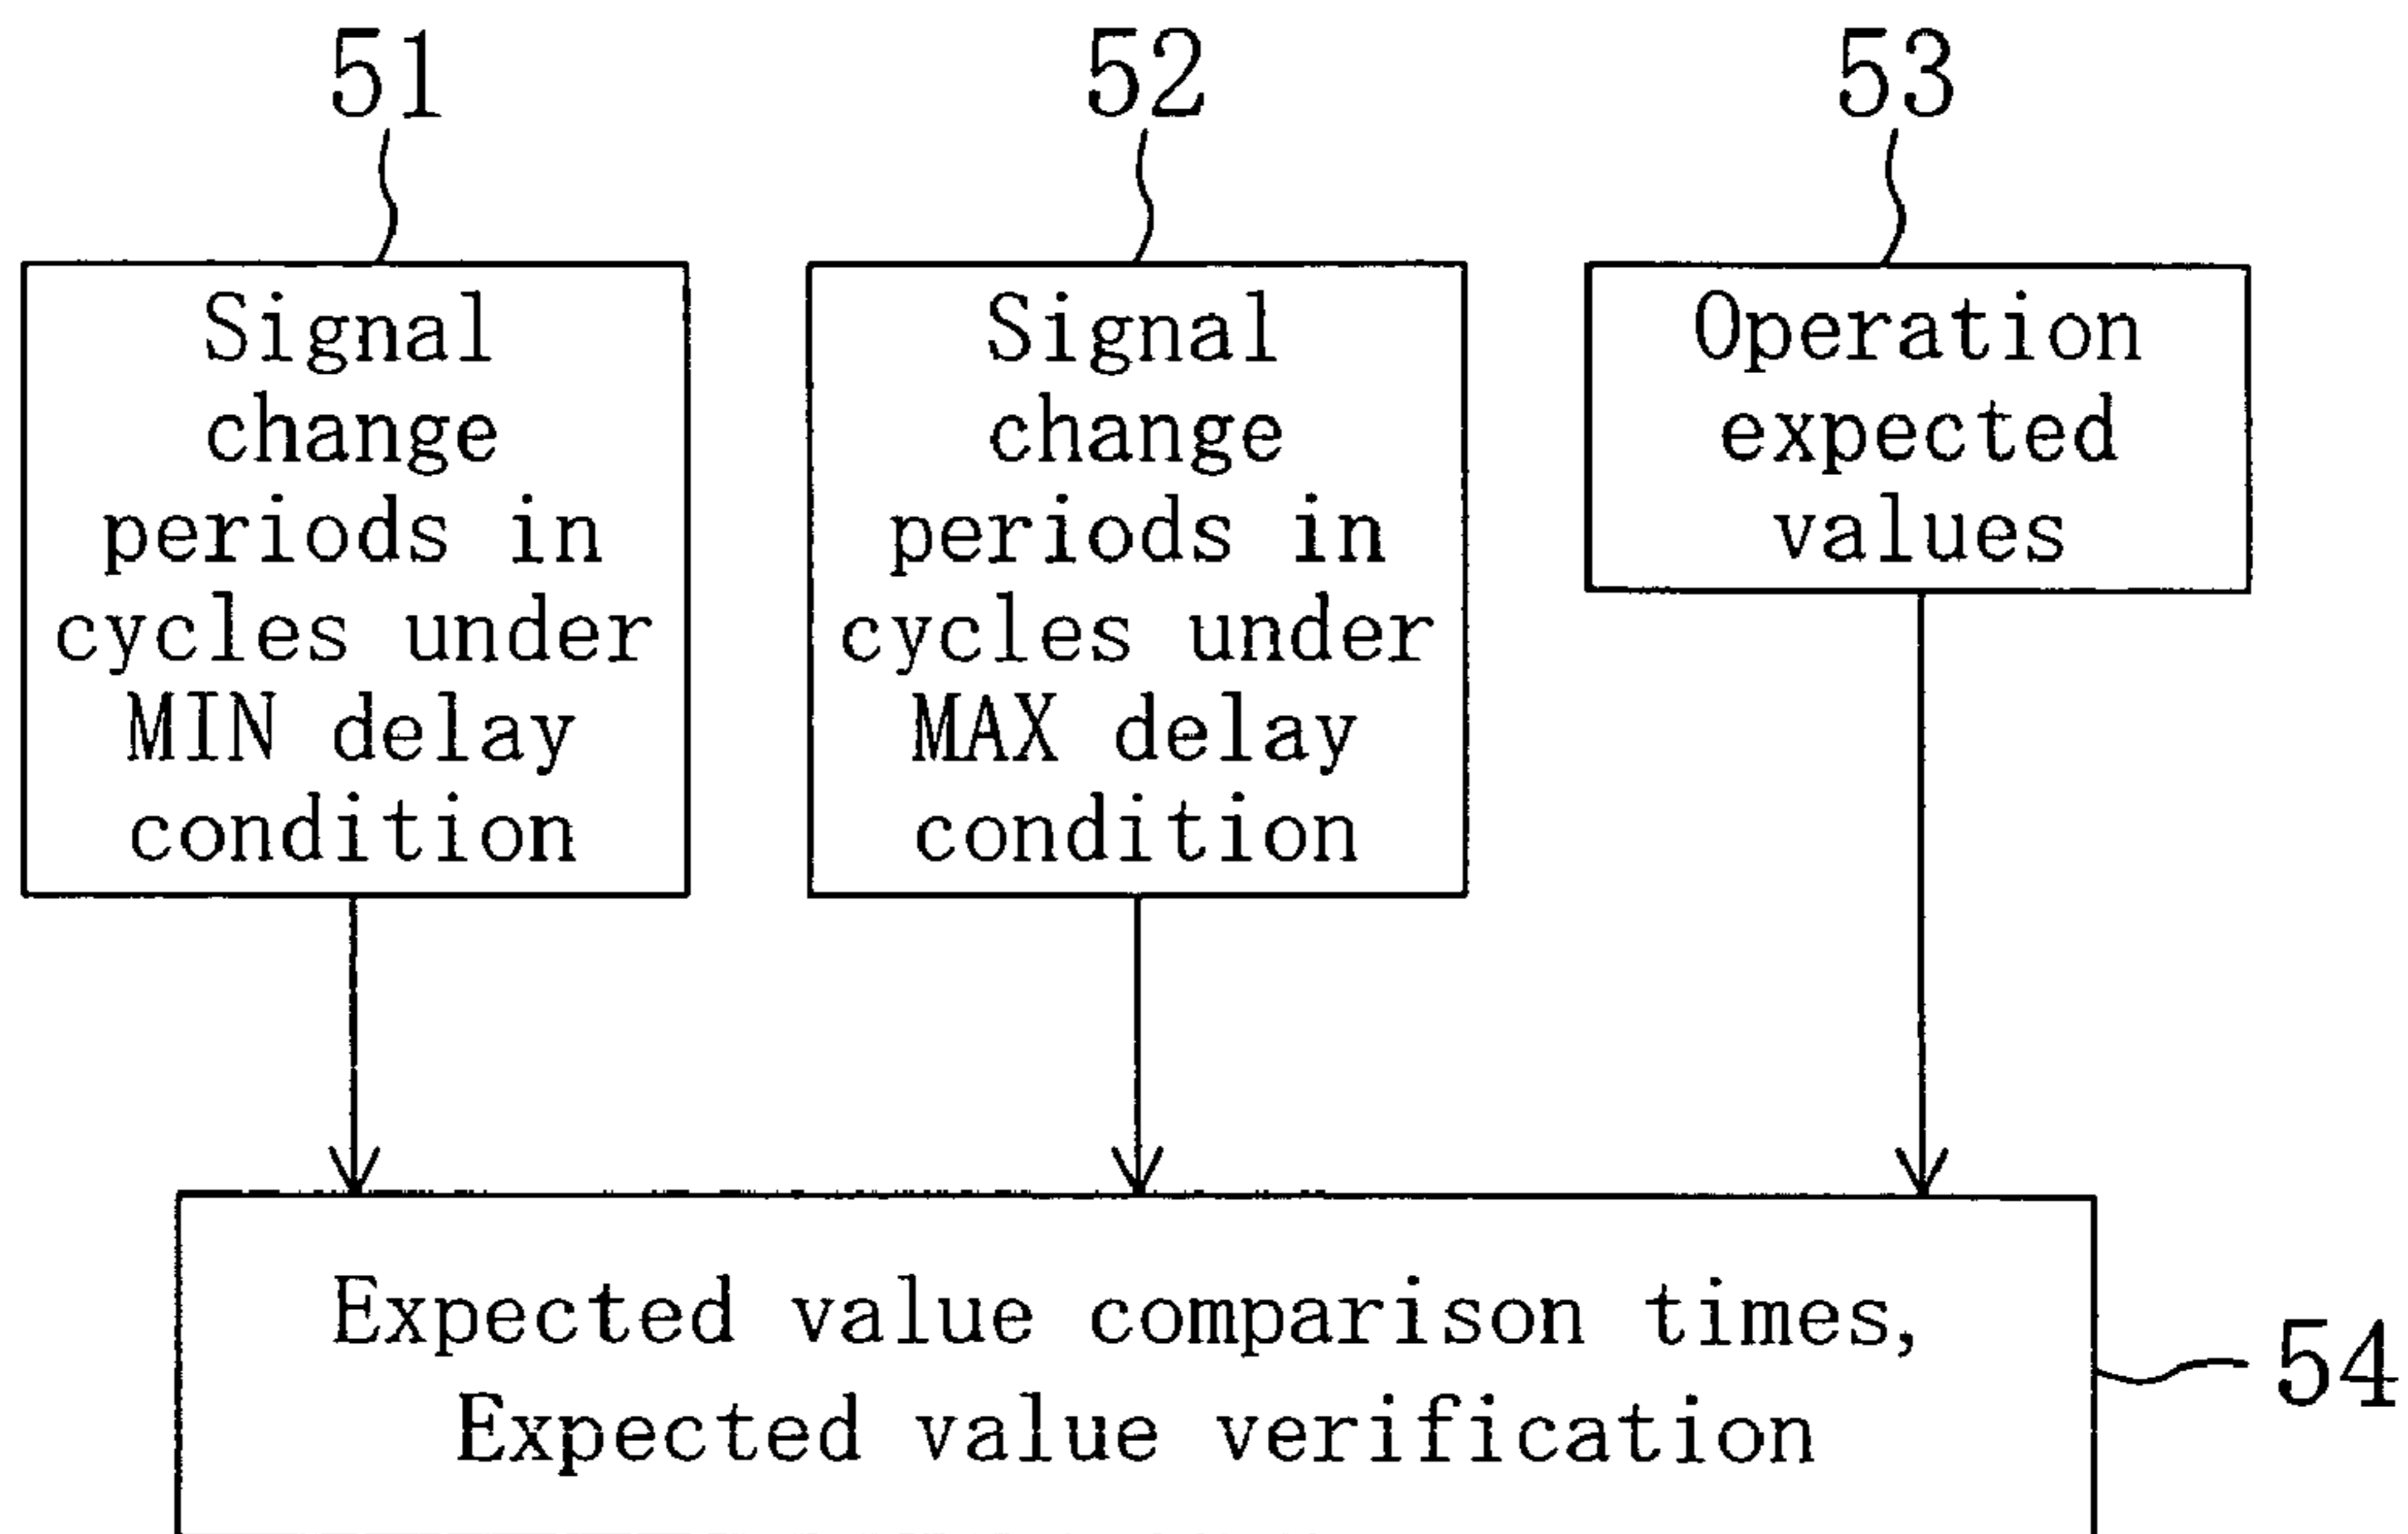 51
52
53
Signal
change
periods in
cycles under
MIN delay
condition
Signal
change
periods in
cycles under
MAX delay
condition
Operation
expected
values
Expected value comparison times,
Expected value verification
54